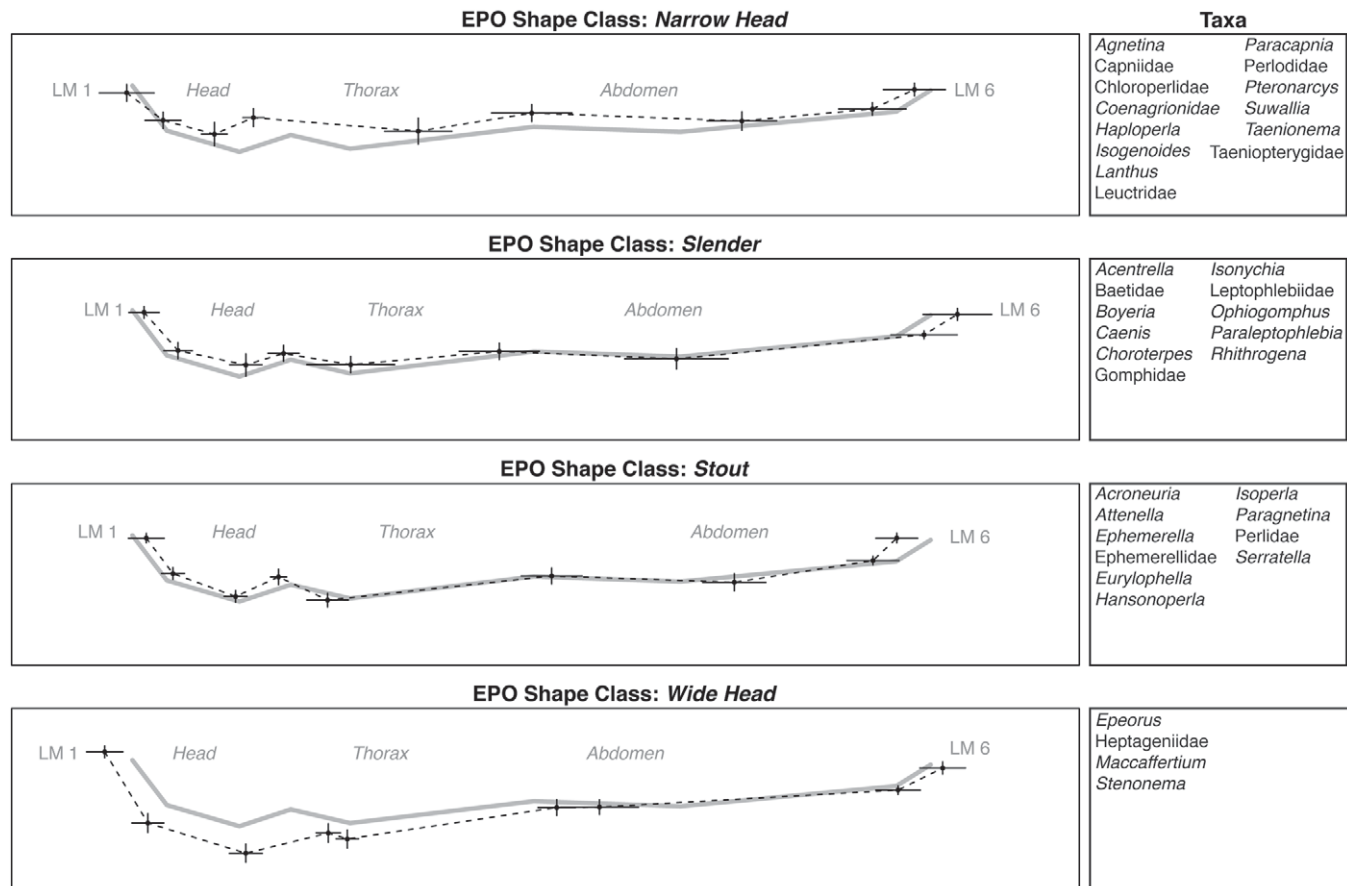 EPO Shape Class: Narrow Head
Taxa
LM 1
Head
Thorax
Abdomen
LM 6
Agnetina Paracapnia
Capniidae Perlodidae
Chloroperlidae Pteronarcys
Coenagrionidae Suwallia
Haploperla Taenionema
Isogenoides Taeniopterygidae
Lanthus
Leuctridae
EPO Shape Class: Slender
LM 1
Head
Thorax
Abdomen
LM 6
Acentrella Isonychia
Baetidae Leptophlebiidae
Boyeria Ophiogomphus
Caenis Paraleptophlebia
Choroterpes Rhithrogena
Gomphidae
EPO Shape Class: Stout
LM 1
Head
Thorax
Abdomen
LM 6
Acroneuria Isoperla
Attenella Paragnetina
Ephemerella Perlidae
Ephemerellidae Serratella
Eurylophella
Hansonoperla
EPO Shape Class: Wide Head
LM 1
Head
Thorax
Abdomen
LM 6
Epeorus
Heptageniidae
Maccaffertium
Stenonema